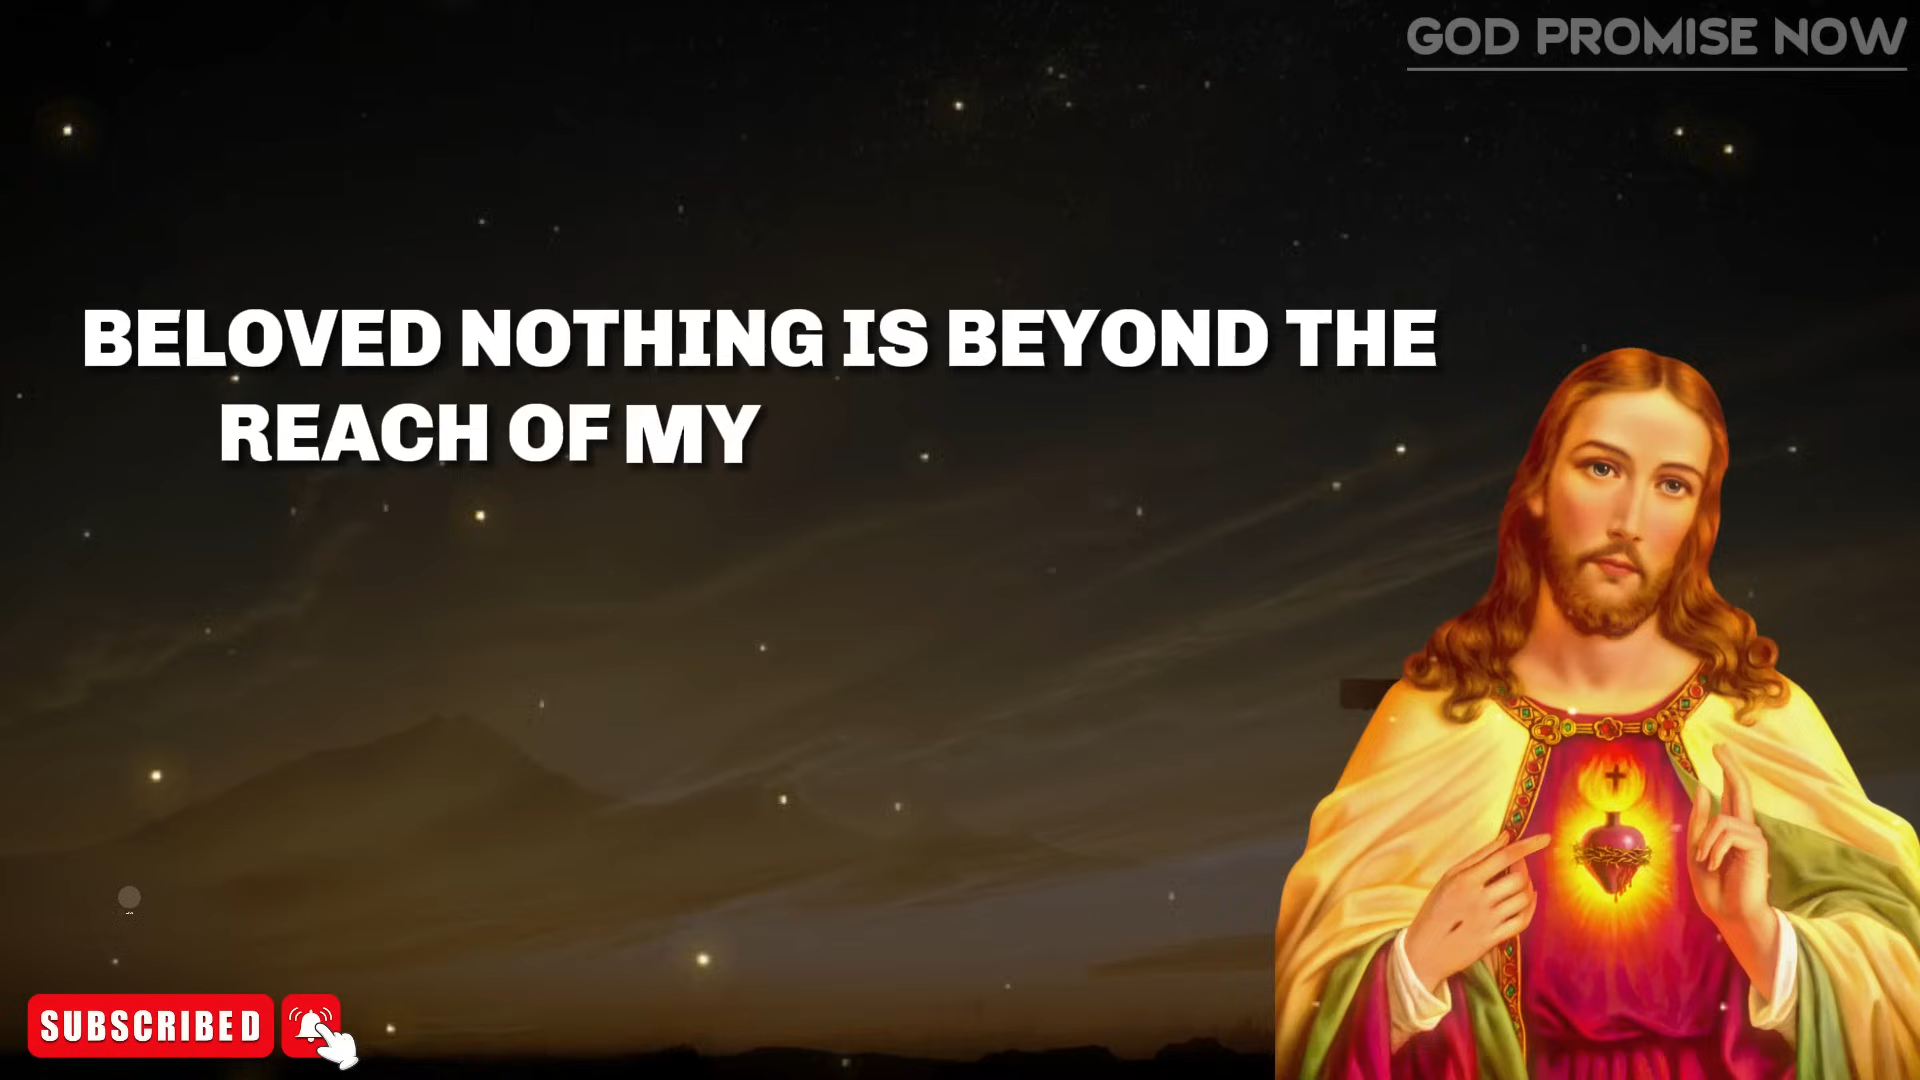 GOD PROMISE NOW
BELOVED NOTHING IS BEYOND THE
REACH OF MY
SUBSCRIBED